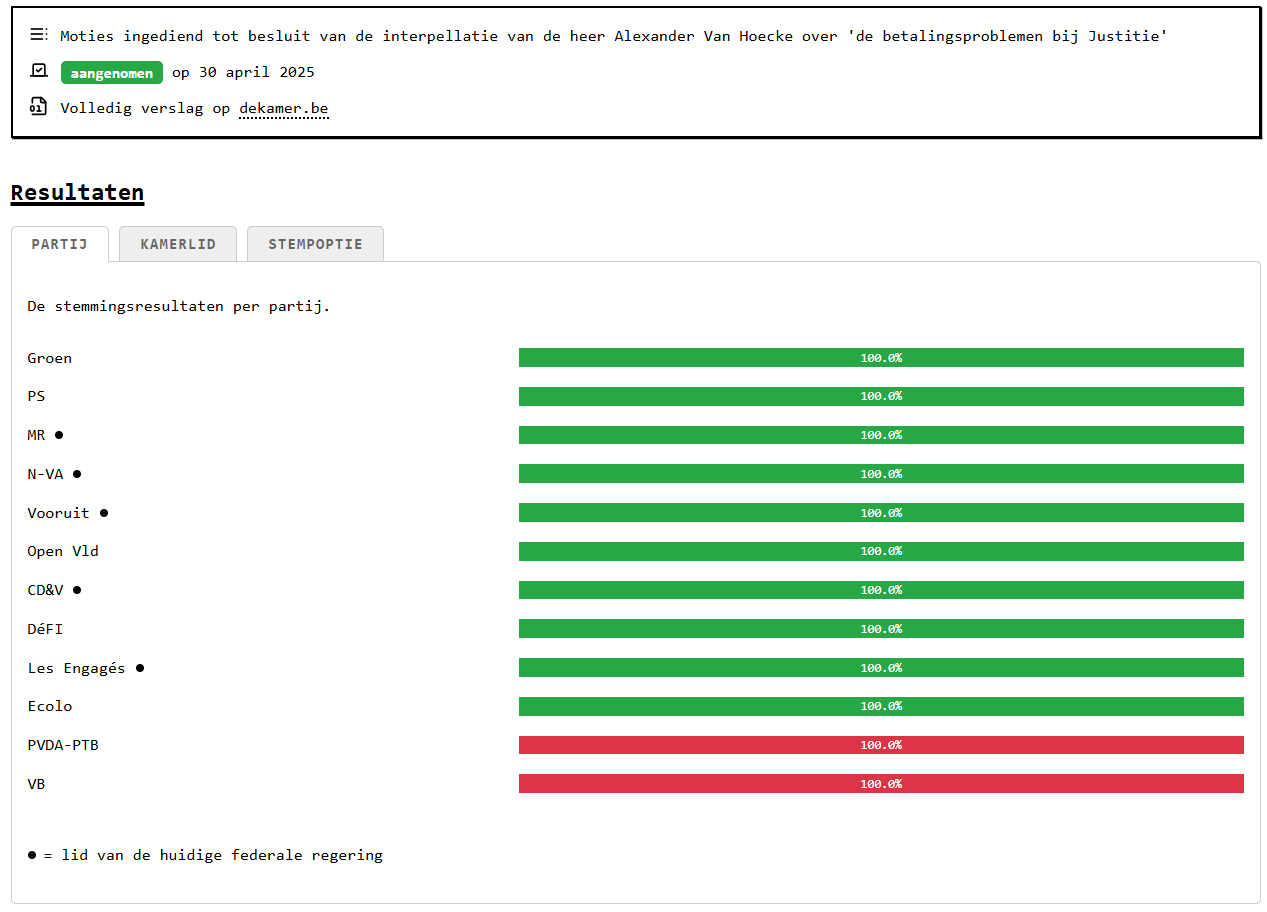 Moties ingediend tot besluit van de interpellatie van de heer Alexander Van Hoecke over 'de betalingsproblemen bij Justitie'
aangenomen op 30 april 2025
Volledig verslag op dekamer.be
Resultaten
PARTIJ KAMERLID STEMPOPTIE
De stemmingsresultaten per partij.
Groen 100.0%
PS 100.0%
MR ● 100.0%
N-VA ● 100.0%
Vooruit ● 100.0%
Open Vld 100.0%
CD&V ● 100.0%
DéFI 100.0%
Les Engagés ● 100.0%
Ecolo 100.0%
PVDA-PTB 100.0%
VB 100.0%
● = lid van de huidige federale regering